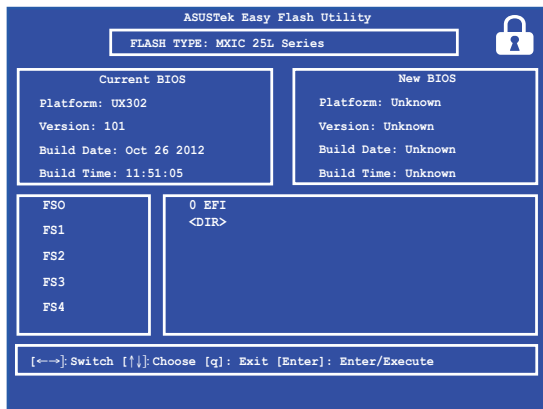 ASUSTek Easy Flash Utility
FLASH TYPE: MXIC 25L Series
Current BIOS
Platform: UX302
Version: 101
Build Date: Oct 26 2012
Build Time: 11:51:05
New BIOS
Platform: Unknown
Version: Unknown
Build Date: Unknown
Build Time: Unknown
FSO
FS1
FS2
FS3
FS4
0 EFI
<DIR>
[←→]: Switch [↑↓]: Choose [q]: Exit [Enter]: Enter/Execute